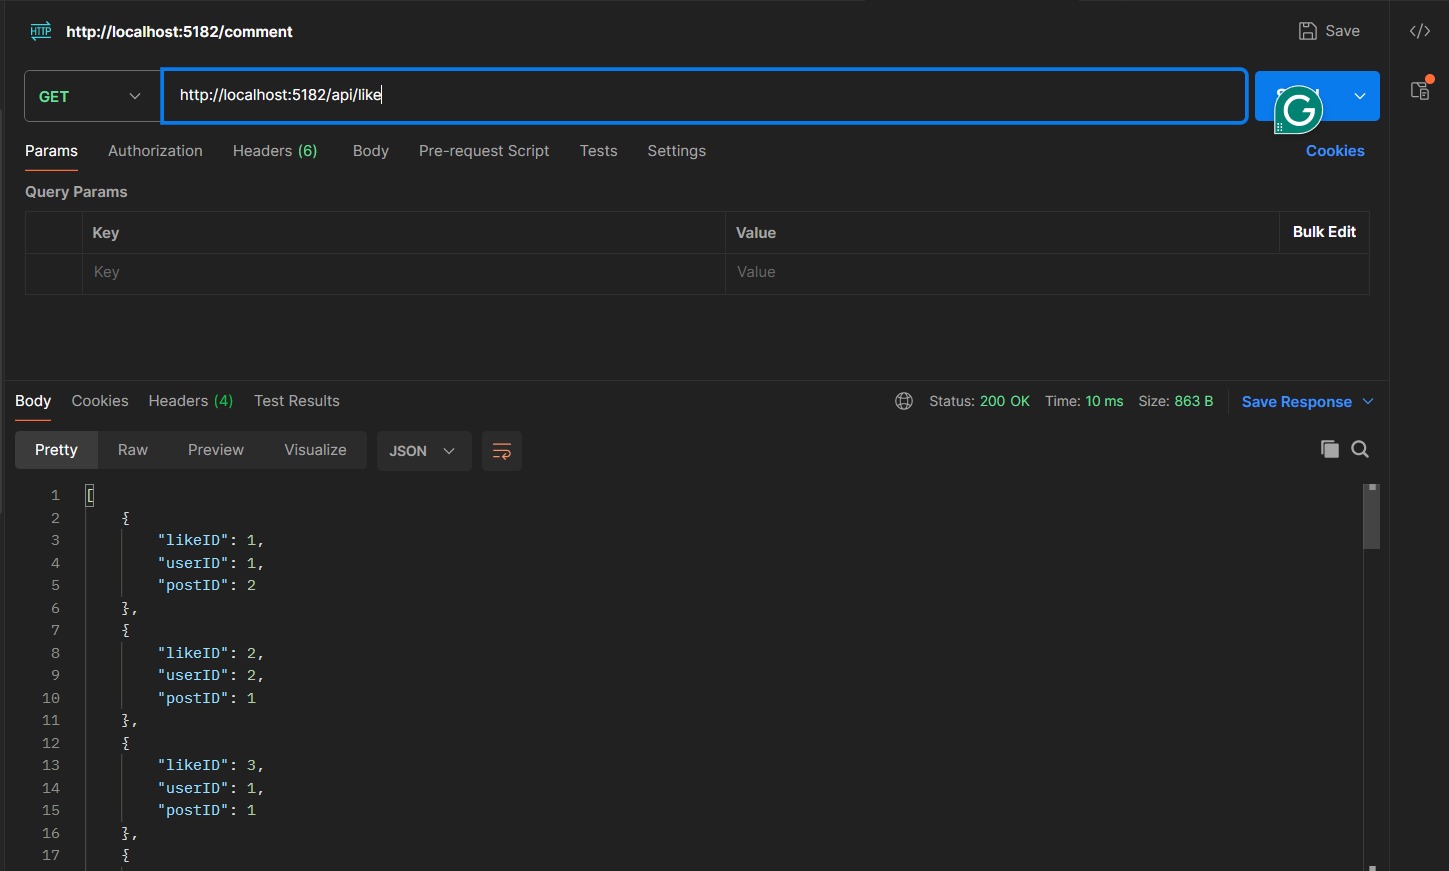 HTTP http://localhost:5182/comment Save </>
GET http://localhost:5182/api/like
G
Params Authorization Headers (6) Body Pre-request Script Tests Settings Cookies
Query Params
Key Value Bulk Edit
Key Value
Body Cookies Headers (4) Test Results Status: 200 OK Time: 10 ms Size: 863 B Save Response
Pretty Raw Preview Visualize JSON
1 [
2 {
3 "likeID": 1,
4 "userID": 1,
5 "postID": 2
6 },
7 {
8 "likeID": 2,
9 "userID": 2,
10 "postID": 1
11 },
12 {
13 "likeID": 3,
14 "userID": 1,
15 "postID": 1
16 },
17 {